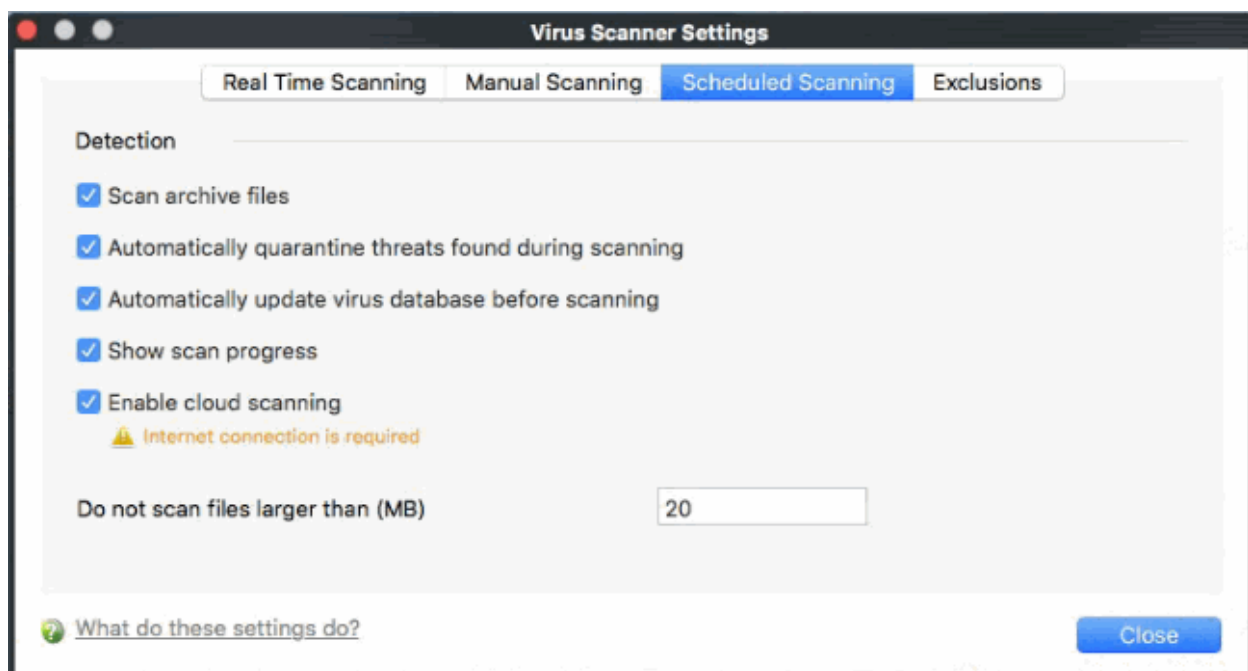 Virus Scanner Settings
Real Time Scanning Manual Scanning Scheduled Scanning Exclusions
Detection
Scan archive files
Automatically quarantine threats found during scanning
Automatically update virus database before scanning
Show scan progress
Enable cloud scanning
Internet connection is required
Do not scan files larger than (MB) 20
What do these settings do?
Close